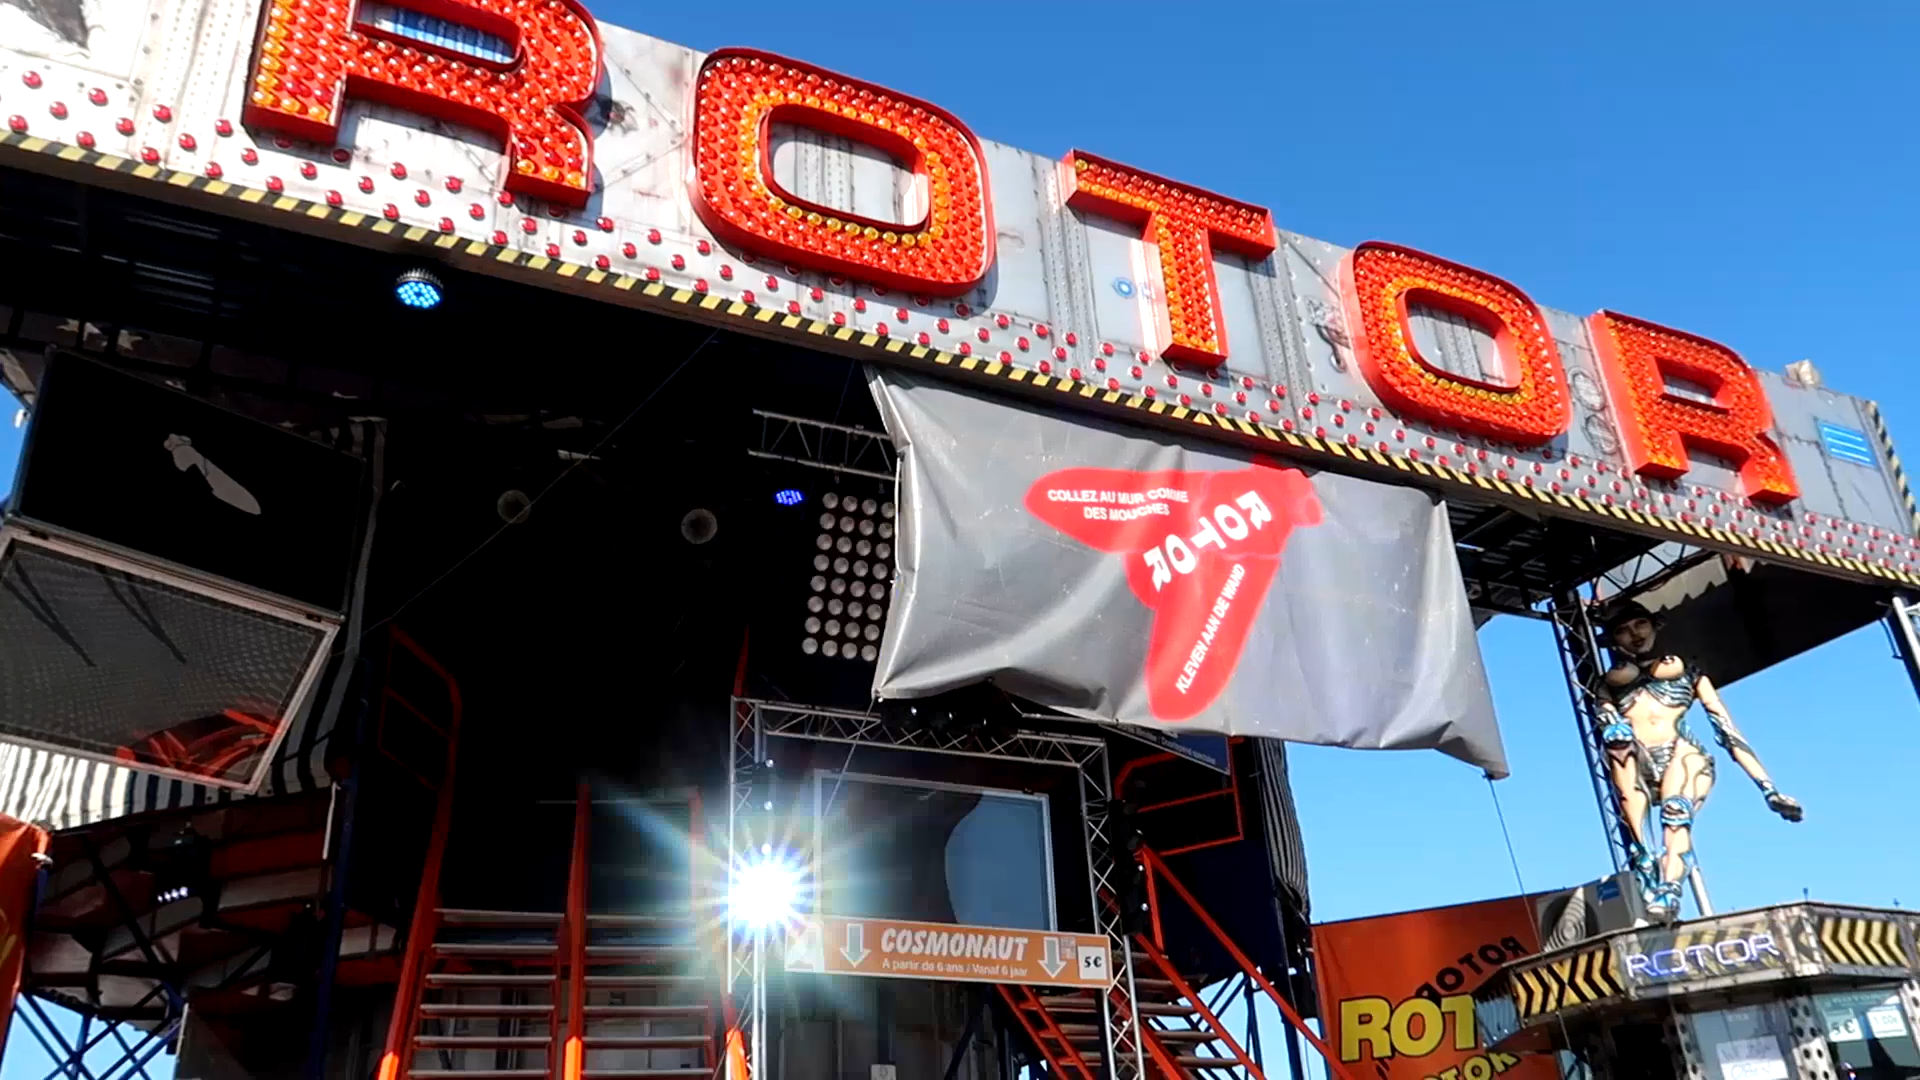 ROTOR
COLLEZ AU MUR COMME
DES MOUCHES
ROTOR
KLEVEN AAN DE WAND
COSMONAUT
A partir de 6 ans / Vanaf 6 jaar
5€
ROTOR
ROTOR
ROT
5€